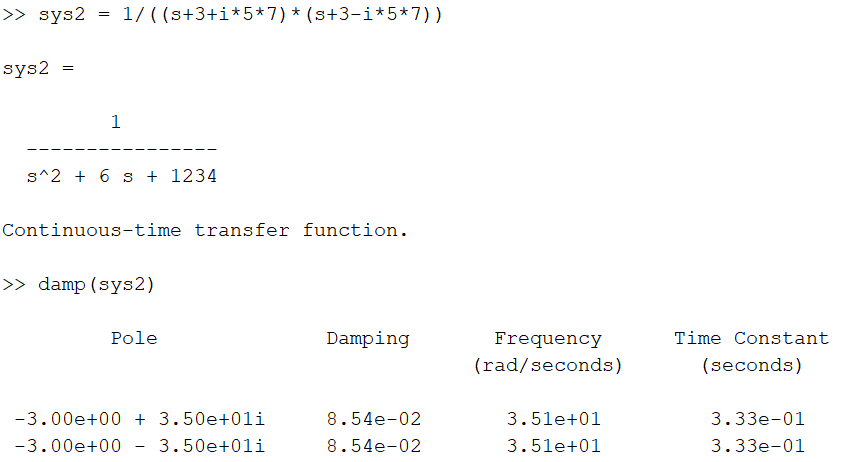 >> sys2 = 1/((s+3+i*5*7)*(s+3-i*5*7))
sys2 =
1
----------------
s^2 + 6 s + 1234
Continuous-time transfer function.
>> damp(sys2)
Pole Damping Frequency Time Constant
(rad/seconds) (seconds)
-3.00e+00 + 3.50e+01i 8.54e-02 3.51e+01 3.33e-01
-3.00e+00 - 3.50e+01i 8.54e-02 3.51e+01 3.33e-01